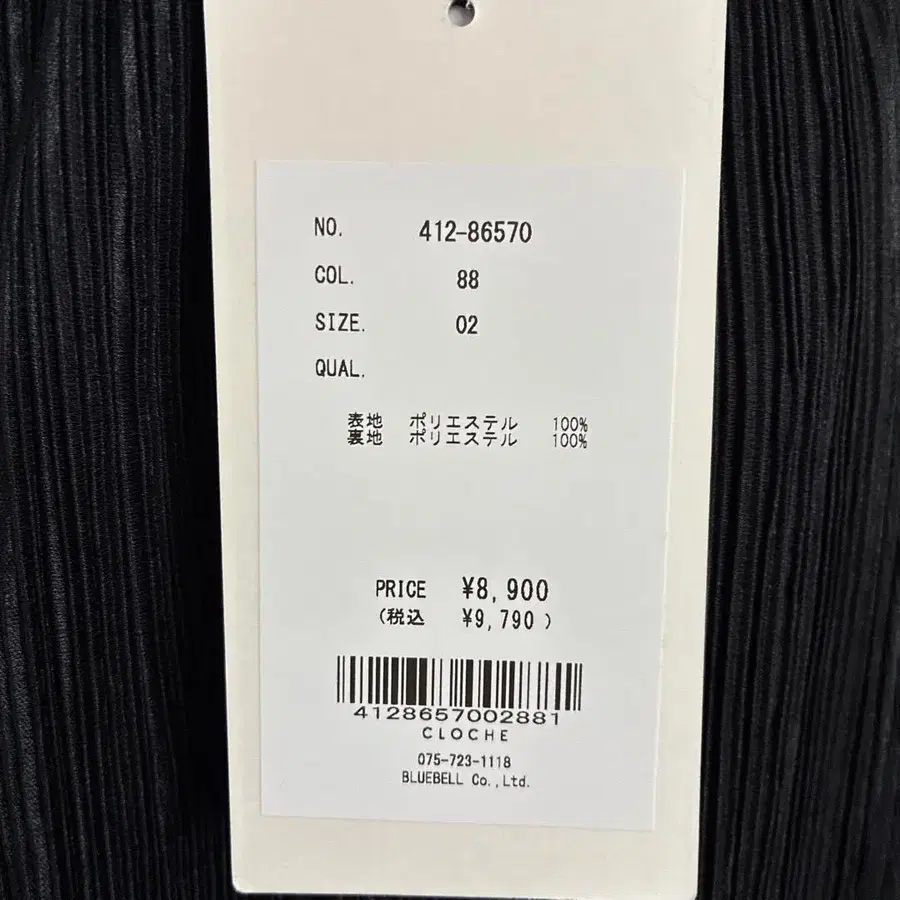 NO. 412-86570
COL. 88
SIZE. 02
QUAL.
表地 ポリエステル 100%
裏地 ポリエステル 100%
PRICE ¥8,900
(税込 ¥9,790 )
4128657002881
CLOCHE
075-723-1118
BLUEBELL Co.,Ltd.